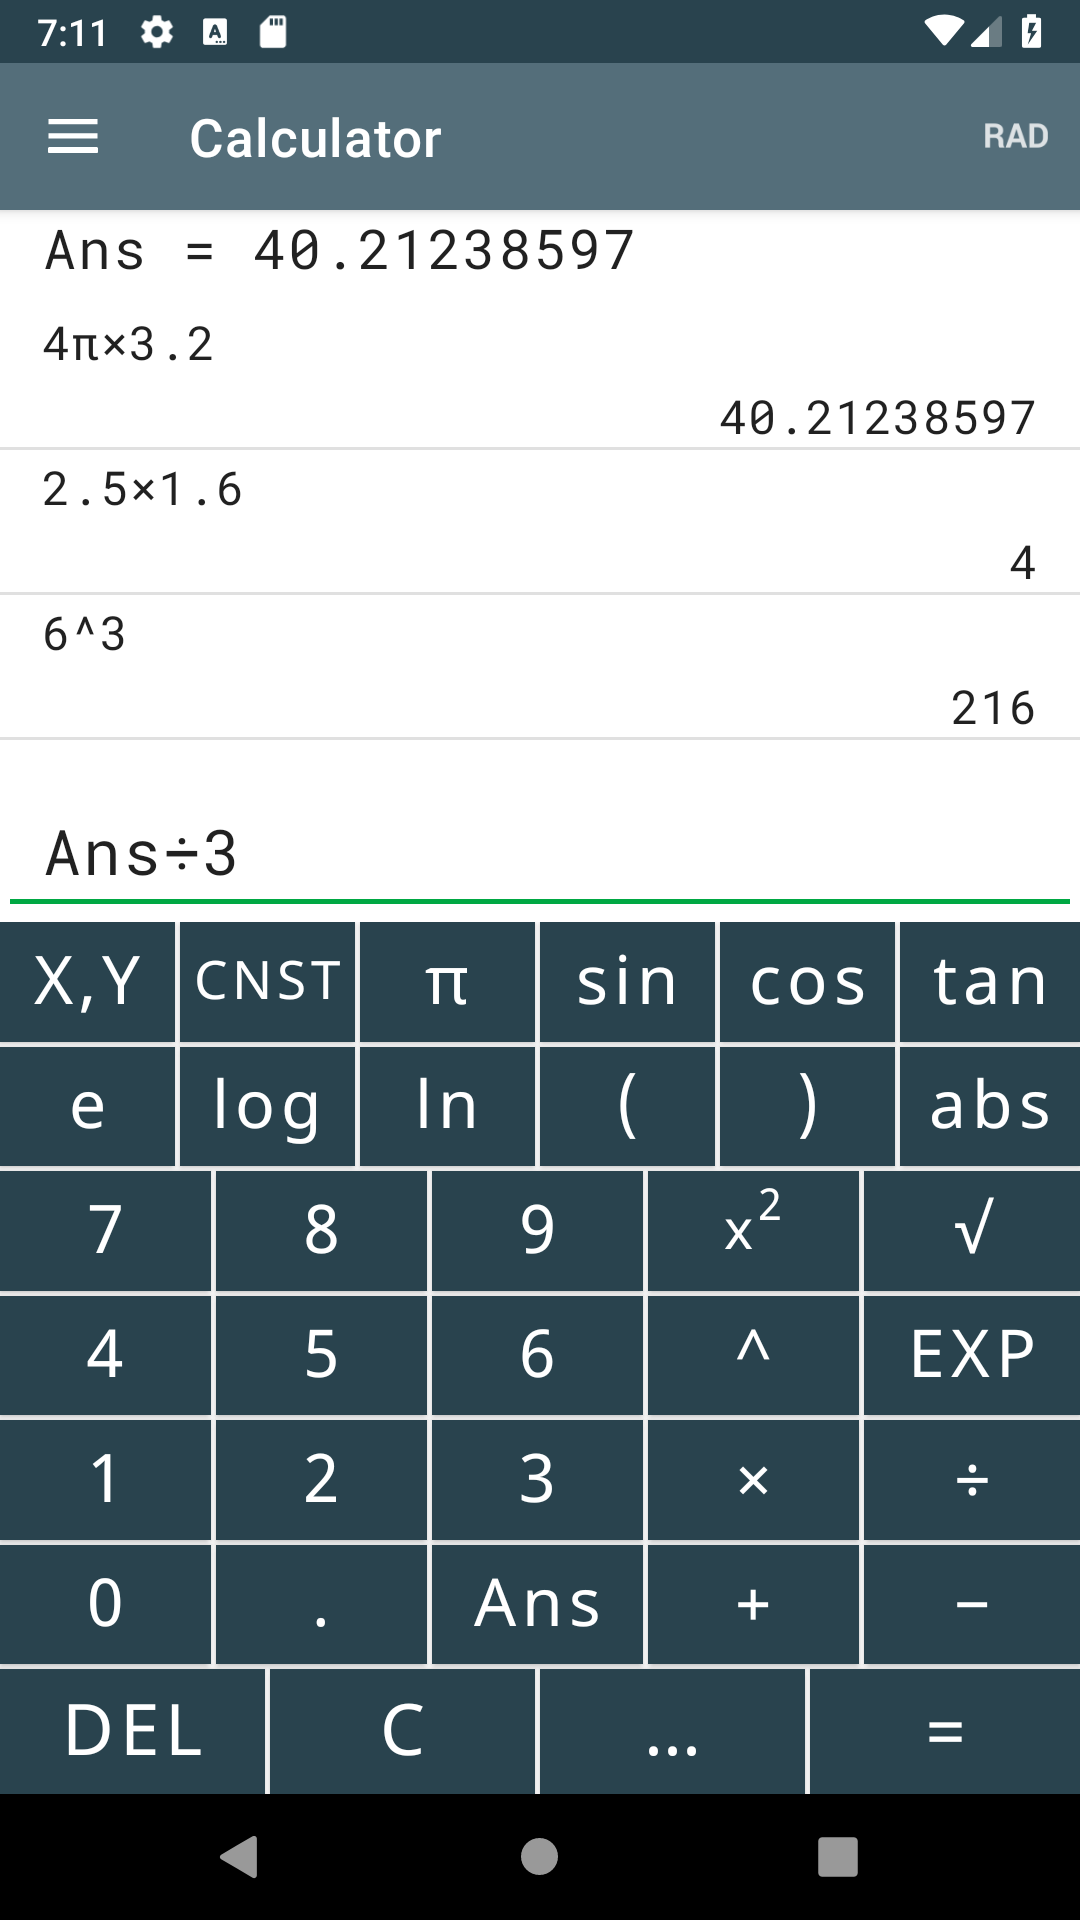 7:11
Calculator RAD
Ans = 40.21238597
4π×3.2
40.21238597
2.5×1.6
4
6^3
216
Ans÷3
X,Y CNST π sin cos tan
e log ln ( ) abs
7 8 9 x² √
4 5 6 ^ EXP
1 2 3 × ÷
0 . Ans + −
DEL C ... =